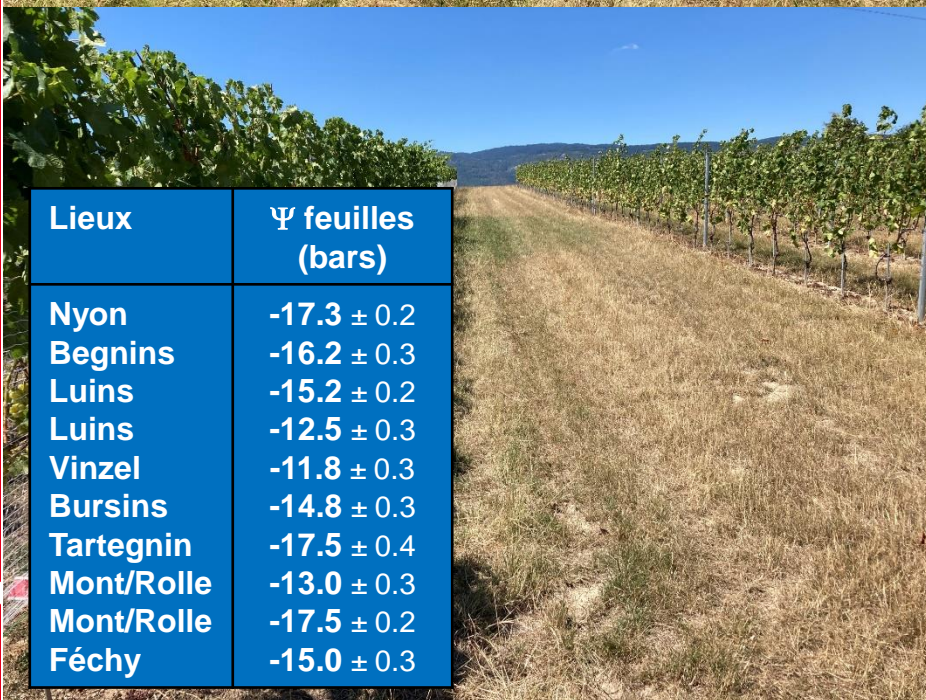 Lieux Ψ feuilles
(bars)
Nyon -17.3 ± 0.2
Begnins -16.2 ± 0.3
Luins -15.2 ± 0.2
Luins -12.5 ± 0.3
Vinzel -11.8 ± 0.3
Bursins -14.8 ± 0.3
Tartegnin -17.5 ± 0.4
Mont/Rolle -13.0 ± 0.3
Mont/Rolle -17.5 ± 0.2
Féchy -15.0 ± 0.3